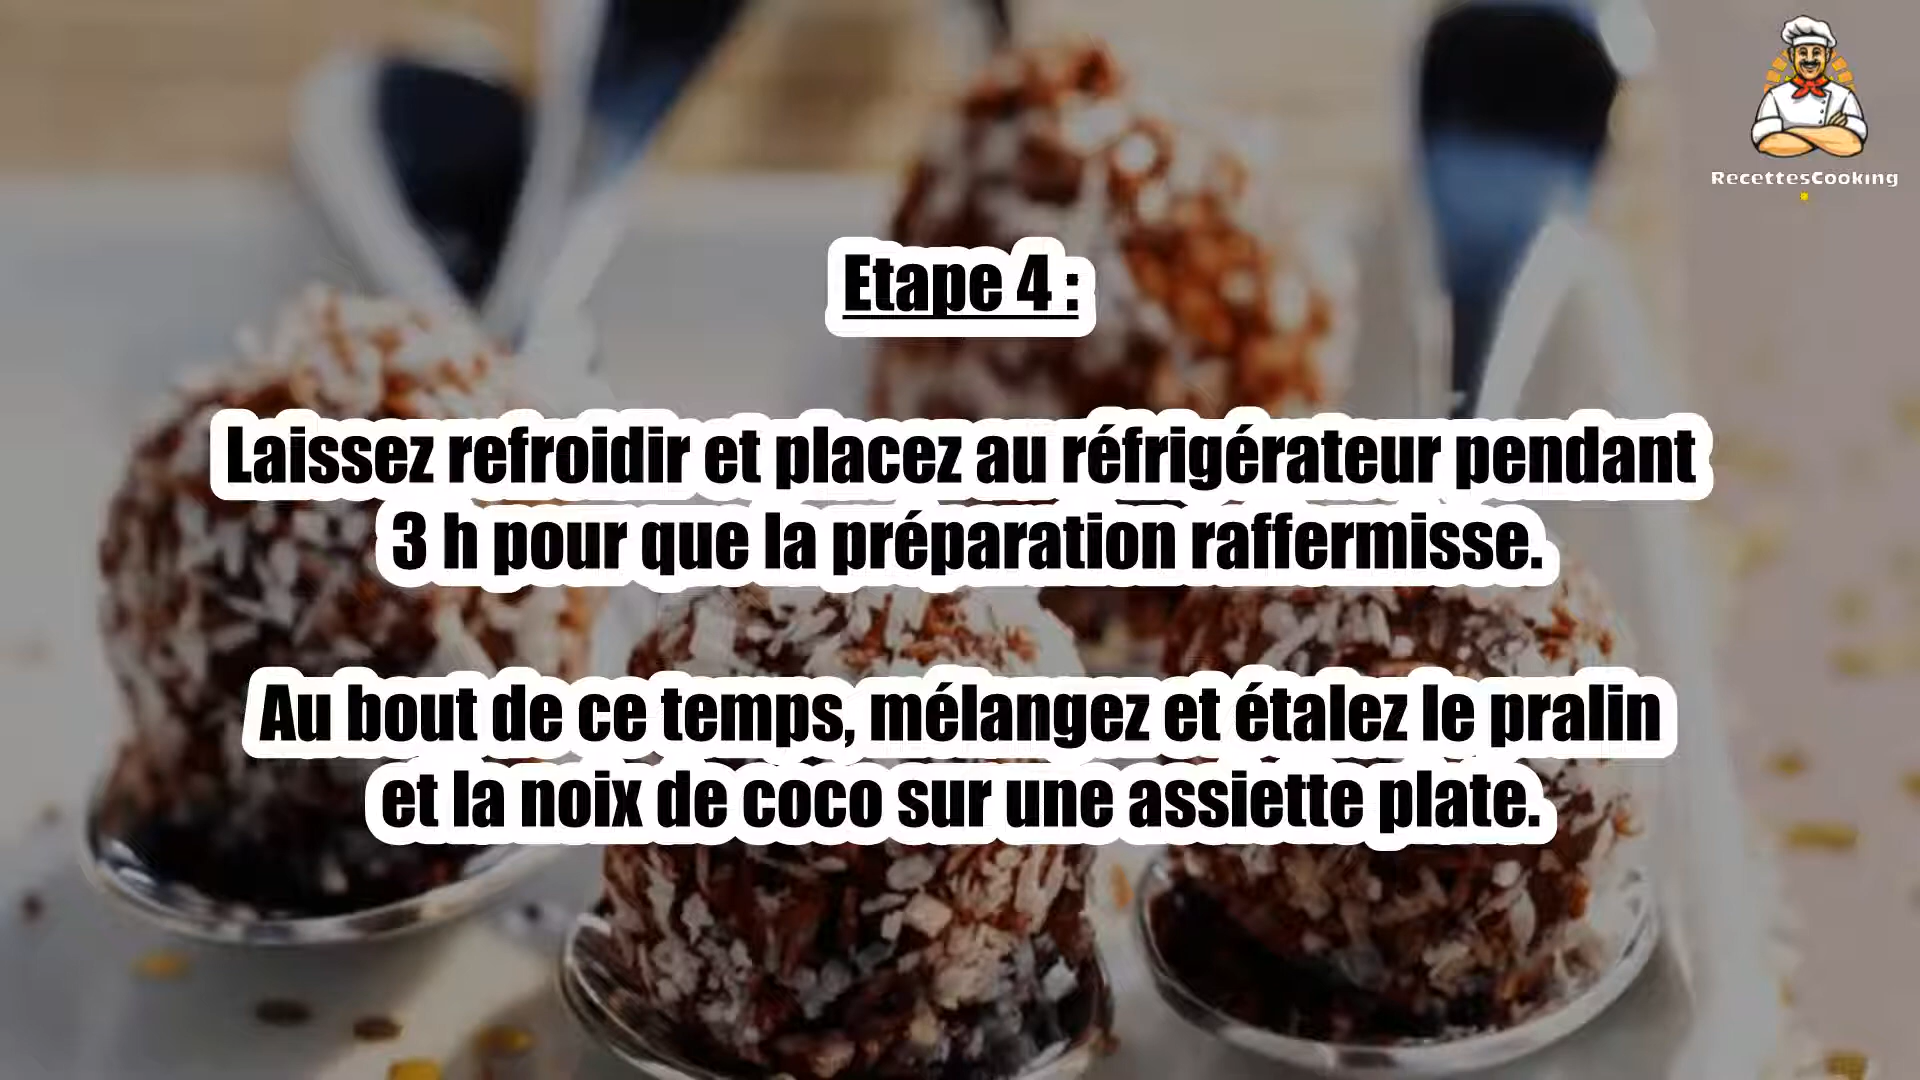 RecettesCooking
Etape 4 :
Laissez refroidir et placez au réfrigérateur pendant
3 h pour que la préparation raffermisse.
Au bout de ce temps, mélangez et étalez le pralin
et la noix de coco sur une assiette plate.